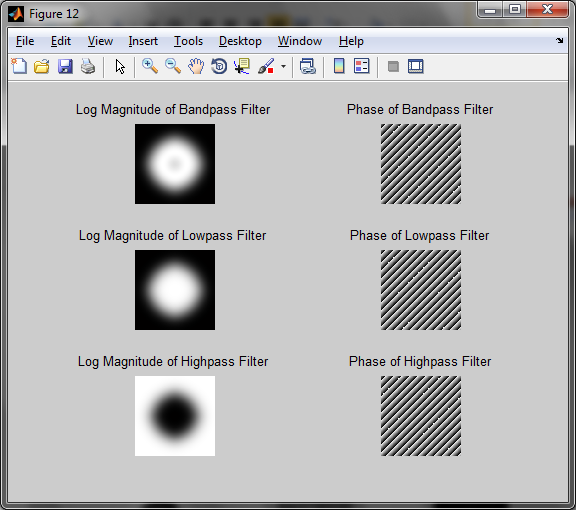 Figure 12
File Edit View Insert Tools Desktop Window Help
Log Magnitude of Bandpass Filter Phase of Bandpass Filter
Log Magnitude of Lowpass Filter Phase of Lowpass Filter
Log Magnitude of Highpass Filter Phase of Highpass Filter